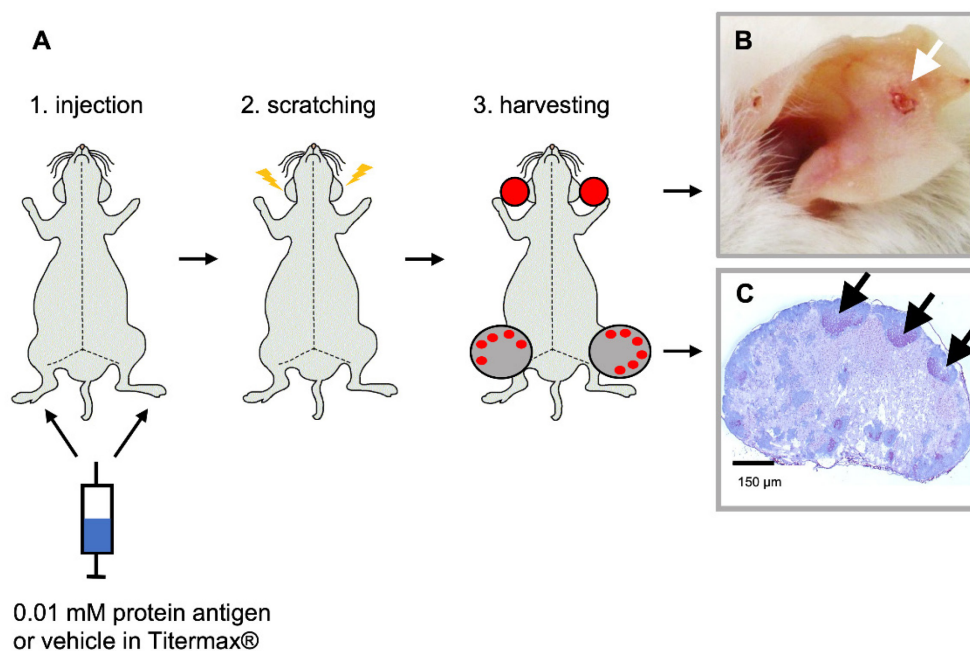 A
1. injection
2. scratching
3. harvesting
B
C
150 µm
0.01 mM protein antigen
or vehicle in Titermax®